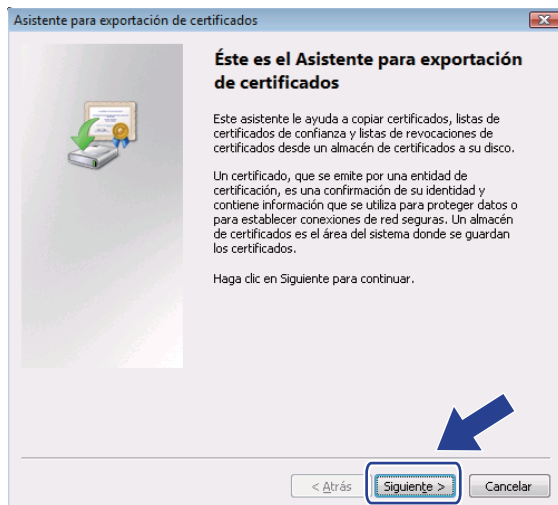 Asistente para exportación de certificados
Éste es el Asistente para exportación
de certificados
Este asistente le ayuda a copiar certificados, listas de
certificados de confianza y listas de revocaciones de
certificados desde un almacén de certificados a su disco.
Un certificado, que se emite por una entidad de
certificación, es una confirmación de su identidad y
contiene información que se utiliza para proteger datos o
para establecer conexiones de red seguras. Un almacén
de certificados es el área del sistema donde se guardan
los certificados.
Haga clic en Siguiente para continuar.
< Atrás Siguiente > Cancelar